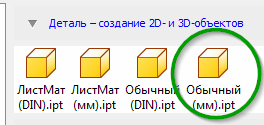 Деталь – создание 2D- и 3D-объектов
ЛистМат ЛистМат Обычный Обычный
(DIN).ipt (мм).ipt (DIN).ipt (мм).ipt